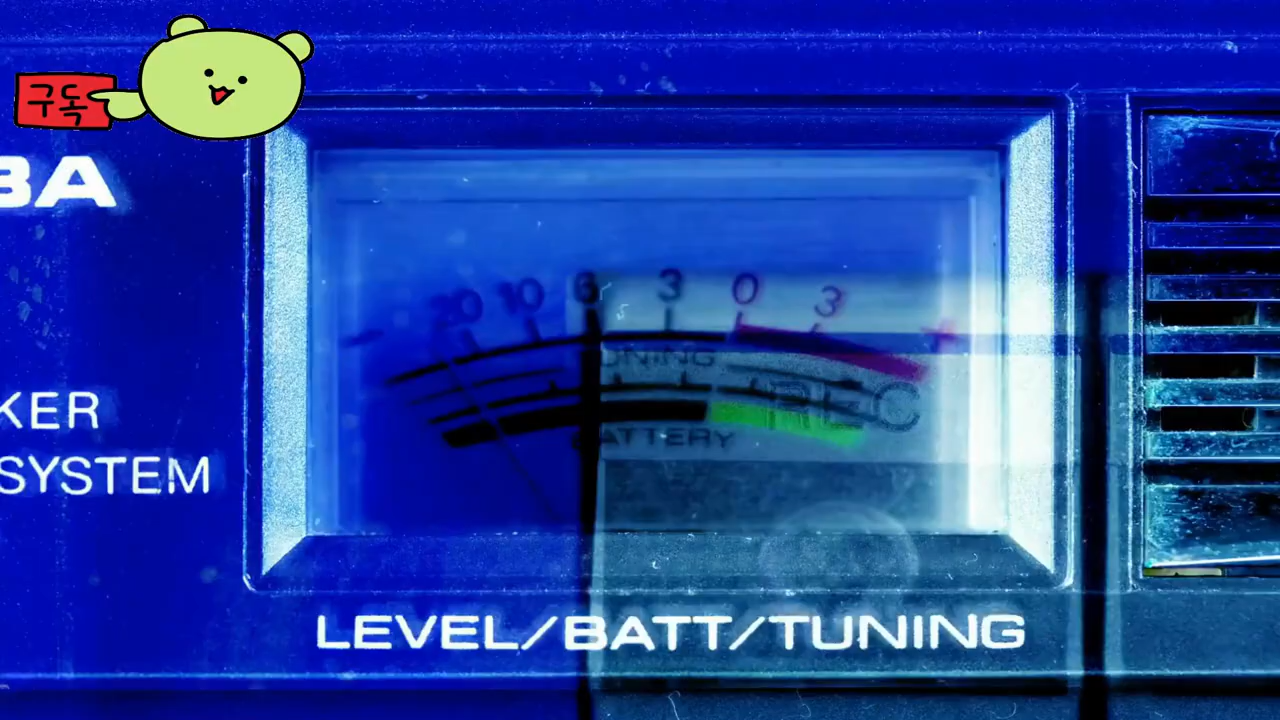 구독
BA
20 10 6 3 0 3 +
TUNING
REC
BATTERY
KER
SYSTEM
LEVEL/BATT/TUNING